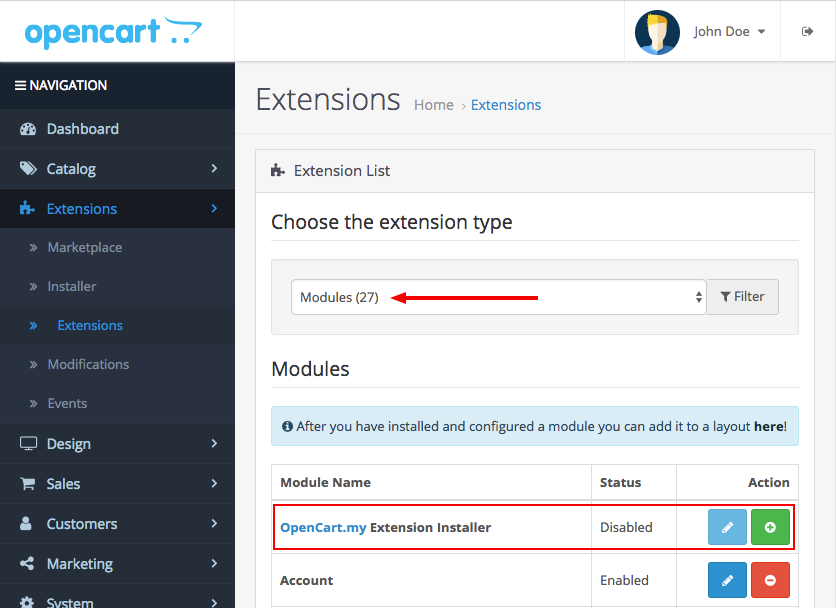 opencart
John Doe
NAVIGATION
Dashboard
Catalog
Extensions
Marketplace
Installer
Extensions
Modifications
Events
Design
Sales
Customers
Marketing
System
Extensions Home › Extensions
Extension List
Choose the extension type
Modules (27) Filter
Modules
After you have installed and configured a module you can add it to a layout here!
Module Name Status Action
OpenCart.my Extension Installer Disabled
Account Enabled